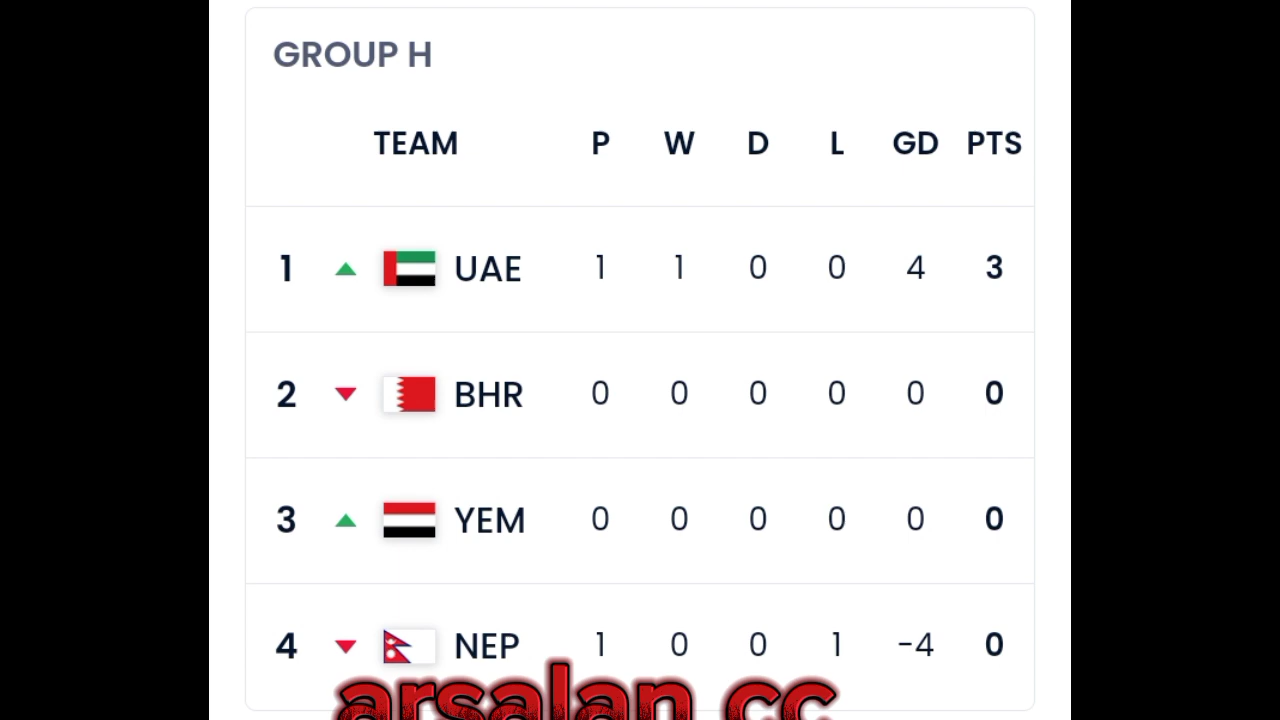 GROUP H
TEAM P W D L GD PTS
1 UAE 1 1 0 0 4 3
2 BHR 0 0 0 0 0 0
3 YEM 0 0 0 0 0 0
4 NEP 1 0 0 1 -4 0
arsalan cc